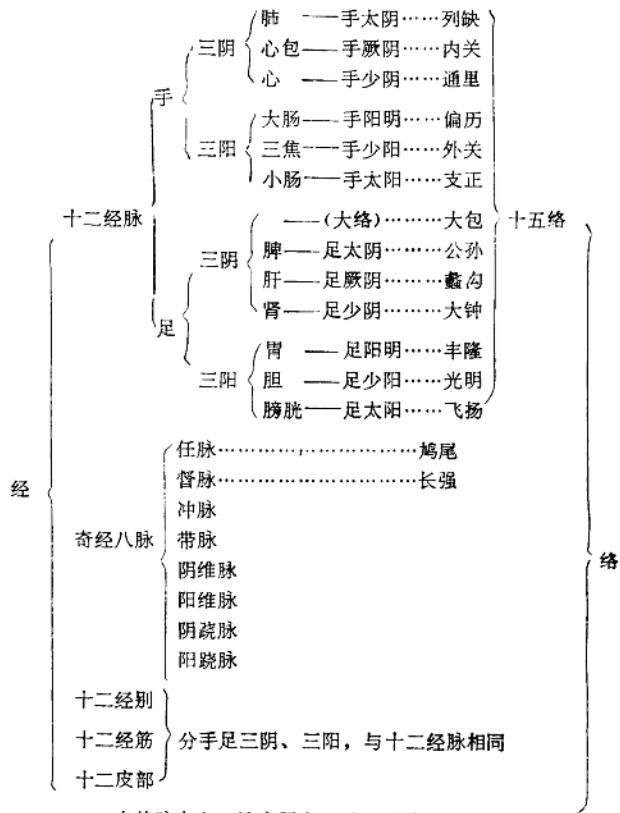 肺——手太阴……列缺
三阴 心包——手厥阴……内关
心——手少阴……通里
手
大肠——手阳明……偏历
三阳 三焦——手少阳……外关
小肠——手太阳……支正
十二经脉 ——(大络)………大包 十五络
三阴 脾——足太阴………公孙
肝——足厥阴………蠡沟
肾——足少阴………大钟
足
胃——足阳明……丰隆
三阳 胆——足少阳……光明
膀胱——足太阳……飞扬
任脉…………………………鸠尾
督脉…………………………长强
经
冲脉
奇经八脉 带脉
络
阴维脉
阳维脉
阴跷脉
阳跷脉
十二经别
十二经筋 分手足三阴、三阳，与十二经脉相同
十二皮部